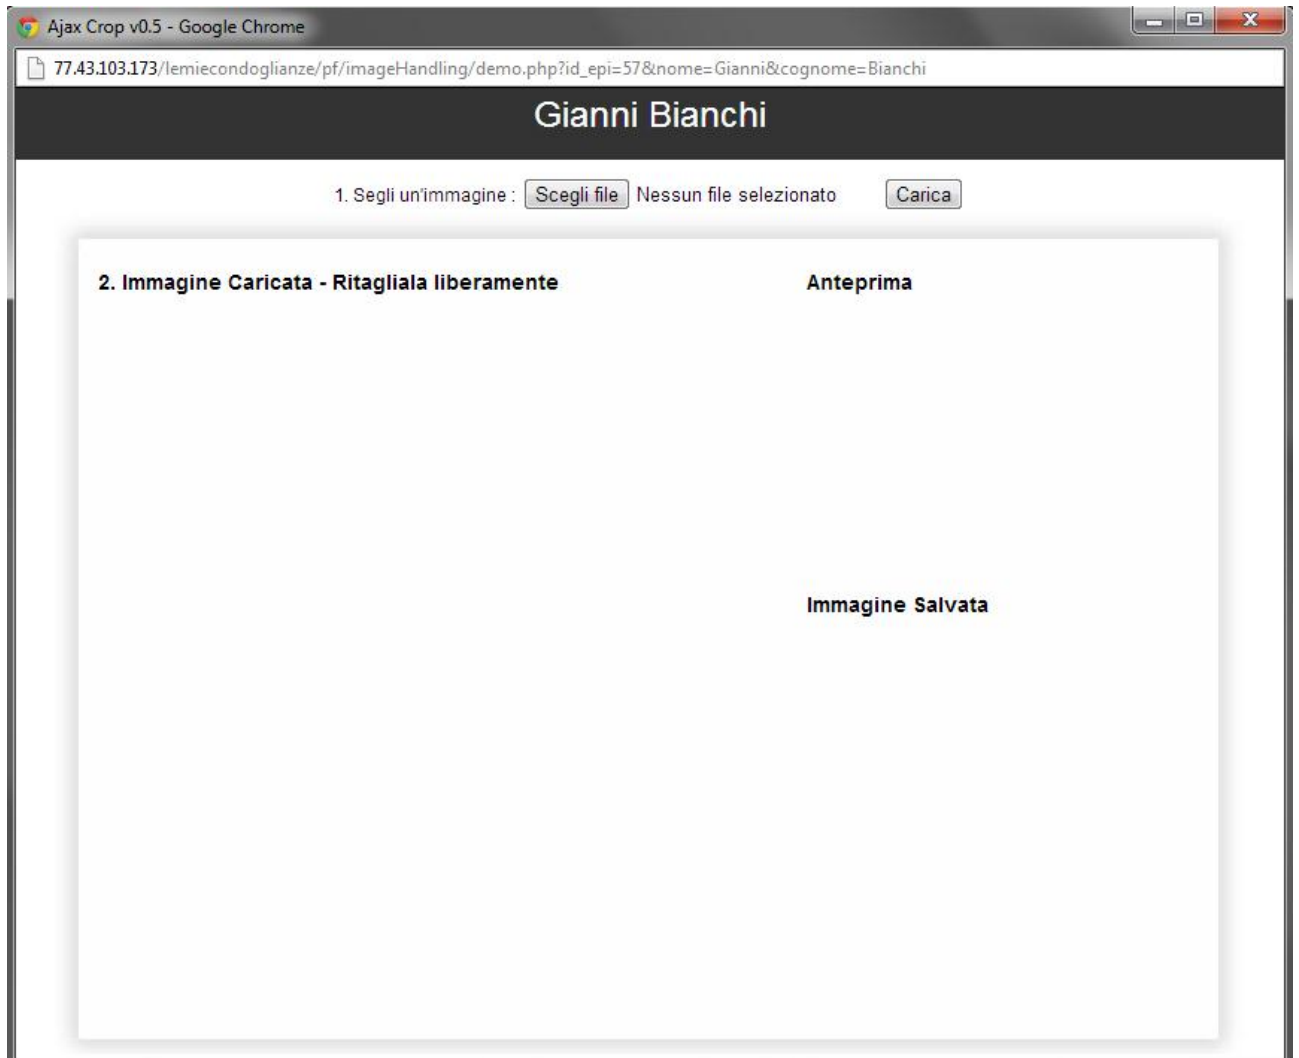 Ajax Crop v0.5 - Google Chrome
77.43.103.173/lemiecondoglianze/pf/imageHandling/demo.php?id_epi=57&nome=Gianni&cognome=Bianchi
Gianni Bianchi
1. Segli un'immagine : Scegli file Nessun file selezionato Carica
2. Immagine Caricata - Ritagliala liberamente Anteprima
Immagine Salvata